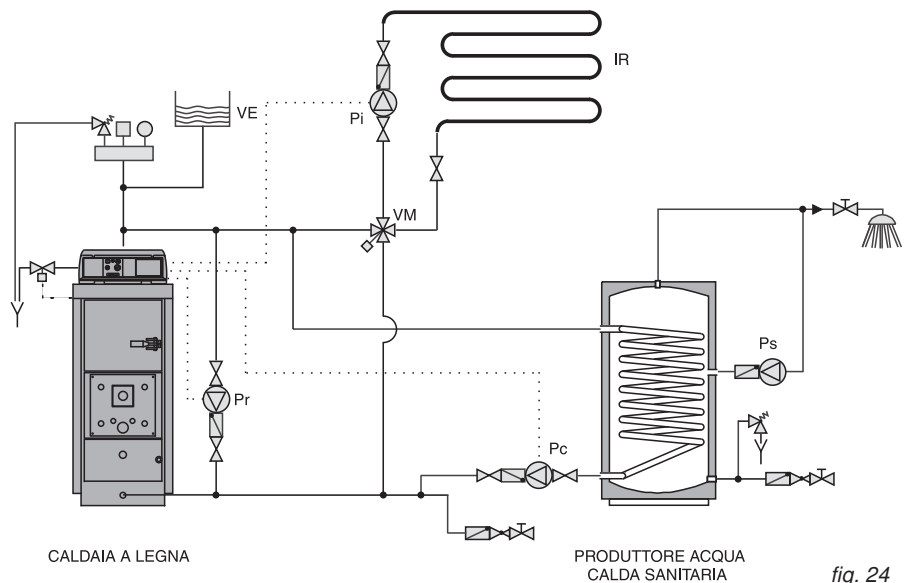 IR
VE
Pi
VM
Ps
Pr
Pc
CALDAIA A LEGNA
PRODUTTORE ACQUA
CALDA SANITARIA
fig. 24